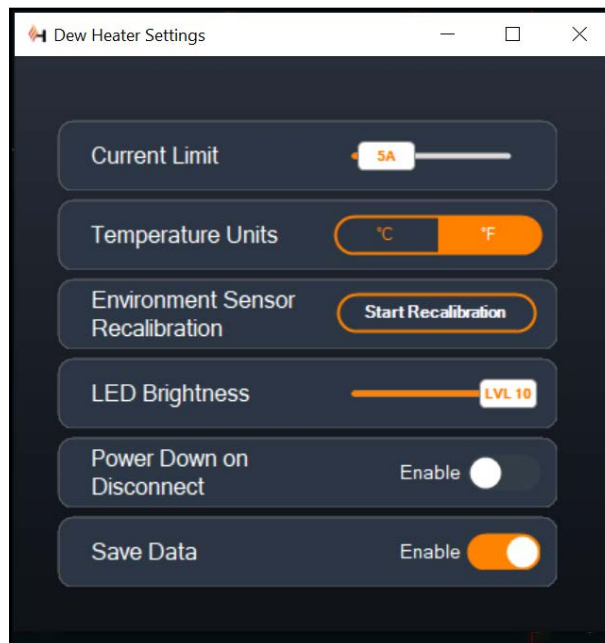 Dew Heater Settings
Current Limit
5A
Temperature Units
°C
°F
Environment Sensor
Recalibration
Start Recalibration
LED Brightness
LVL 10
Power Down on
Disconnect
Enable
Save Data
Enable